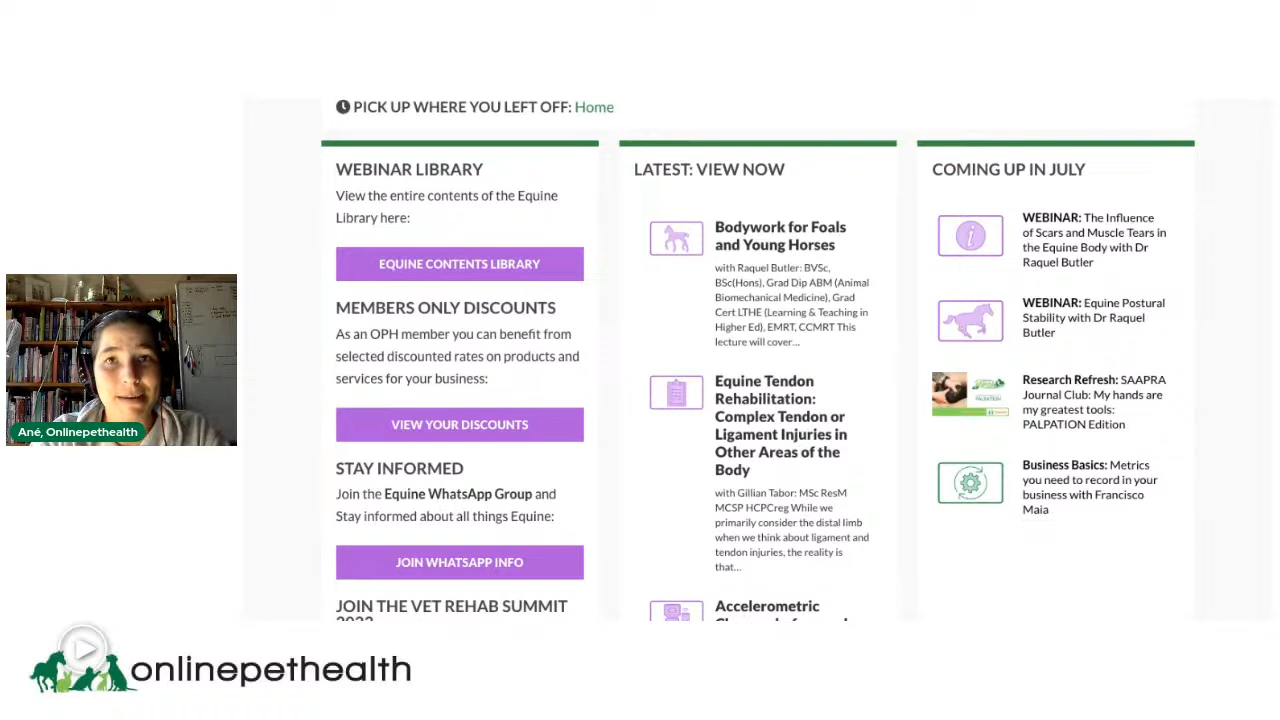 PICK UP WHERE YOU LEFT OFF: Home
WEBINAR LIBRARY
View the entire contents of the Equine
Library here:
EQUINE CONTENTS LIBRARY
MEMBERS ONLY DISCOUNTS
As an OPH member you can benefit from
selected discounted rates on products and
services for your business:
VIEW YOUR DISCOUNTS
STAY INFORMED
Join the Equine WhatsApp Group and
Stay informed about all things Equine:
JOIN WHATSAPP INFO
JOIN THE VET REHAB SUMMIT
LATEST: VIEW NOW
Bodywork for Foals
and Young Horses
with Raquel Butler: BVSc,
BSc(Hons), Grad Dip ABM (Animal
Biomechanical Medicine), Grad
Cert LTHE (Learning & Teaching in
Higher Ed), EMRT, CCMRT This
lecture will cover...
Equine Tendon
Rehabilitation:
Complex Tendon or
Ligament Injuries in
Other Areas of the
Body
with Gillian Tabor: MSc ResM
MCSP HCPCreg While we
primarily consider the distal limb
when we think about ligament and
tendon injuries, the reality is
that...
Accelerometric
COMING UP IN JULY
WEBINAR: The Influence
of Scars and Muscle Tears in
the Equine Body with Dr
Raquel Butler
WEBINAR: Equine Postural
Stability with Dr Raquel
Butler
Research Refresh: SAAPRA
Journal Club: My hands are
my greatest tools:
PALPATION Edition
Business Basics: Metrics
you need to record in your
business with Francisco
Maia
Ané, Onlinepethealth
onlinepethealth